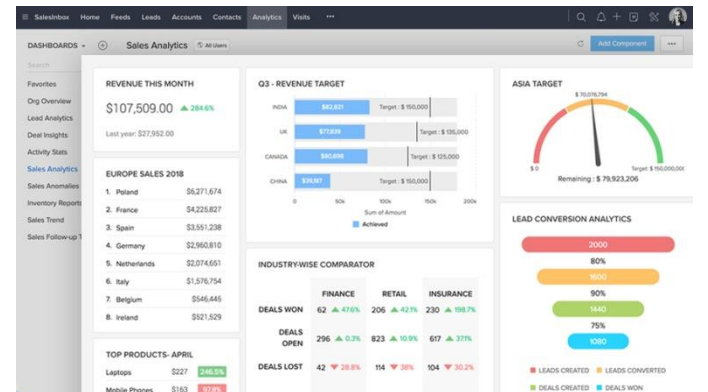 SalesInbox Home Feeds Leads Accounts Contacts Analytics Visits •••
DASHBOARDS
Sales Analytics
All Users
Add Component
•••
Search
Favorites
Org Overview
Lead Analytics
Deal Insights
Activity Stats
Sales Analytics
Sales Anomalies
Inventory Reports
Sales Trend
Sales Follow-up T
REVENUE THIS MONTH
$107,509.00 ▲ 284.6%
Last year: $27,952.00
EUROPE SALES 2018
1. Poland $6,271,674
2. France $4,225,827
3. Spain $3,551,238
4. Germany $2,960,810
5. Netherlands $2,074,651
6. Italy $1,576,754
7. Belgium $546,445
8. Ireland $521,529
TOP PRODUCTS- APRIL
Laptops $227 246.5%
Mobile Phones $163 97.8%
Q3 - REVENUE TARGET
INDIA $82,821 Target : $ 150,000
UK $77,839 Target : $ 135,000
CANADA $80,698 Target : $ 125,000
CHINA Target : $ 150,000
0 50k 100k 150k 200k
Sum of Amount
Achieved
INDUSTRY-WISE COMPARATOR
FINANCE RETAIL INSURANCE
DEALS WON 62 ▲ 47.6% 206 ▲ 42.1% 230 ▲ 198.7%
DEALS
OPEN 296 ▲ 0.3% 823 ▲ 10.9% 617 ▲ 37.1%
DEALS LOST 42 ▼ 28.8% 114 ▼ 38% 104 ▼ 30.2%
ASIA TARGET
$ 70,076,794
$ 0 Target: $ 150,000,000
Remaining : $ 79,923,206
LEAD CONVERSION ANALYTICS
2000
80%
1600
90%
1440
75%
1080
LEADS CREATED LEADS CONVERTED
DEALS CREATED DEALS WON